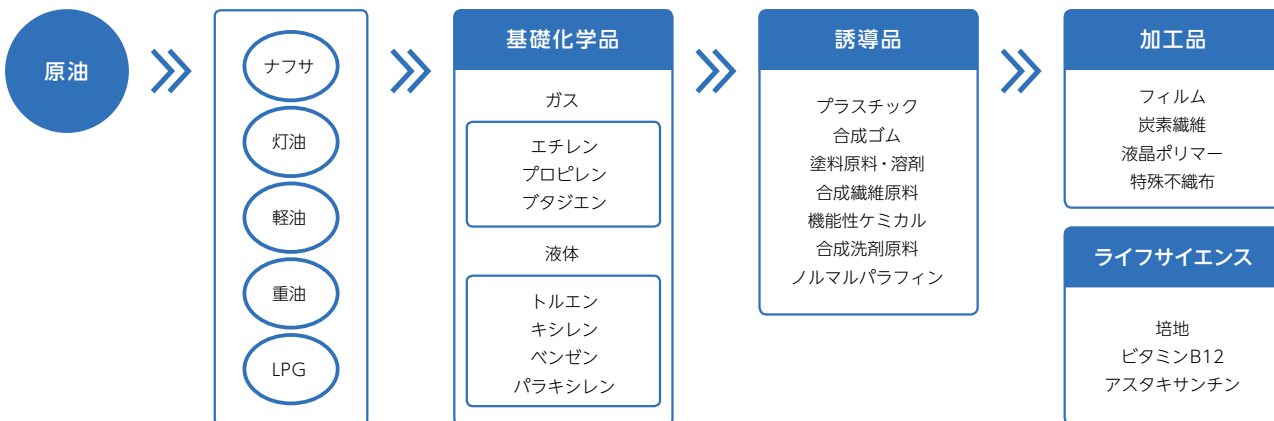 原油
ナフサ
灯油
軽油
重油
LPG
基礎化学品
ガス
エチレン
プロピレン
ブタジエン
液体
トルエン
キシレン
ベンゼン
パラキシレン
誘導品
プラスチック
合成ゴム
塗料原料・溶剤
合成繊維原料
機能性ケミカル
合成洗剤原料
ノルマルパラフィン
加工品
フィルム
炭素繊維
液晶ポリマー
特殊不織布
ライフサイエンス
培地
ビタミンB12
アスタキサンチン